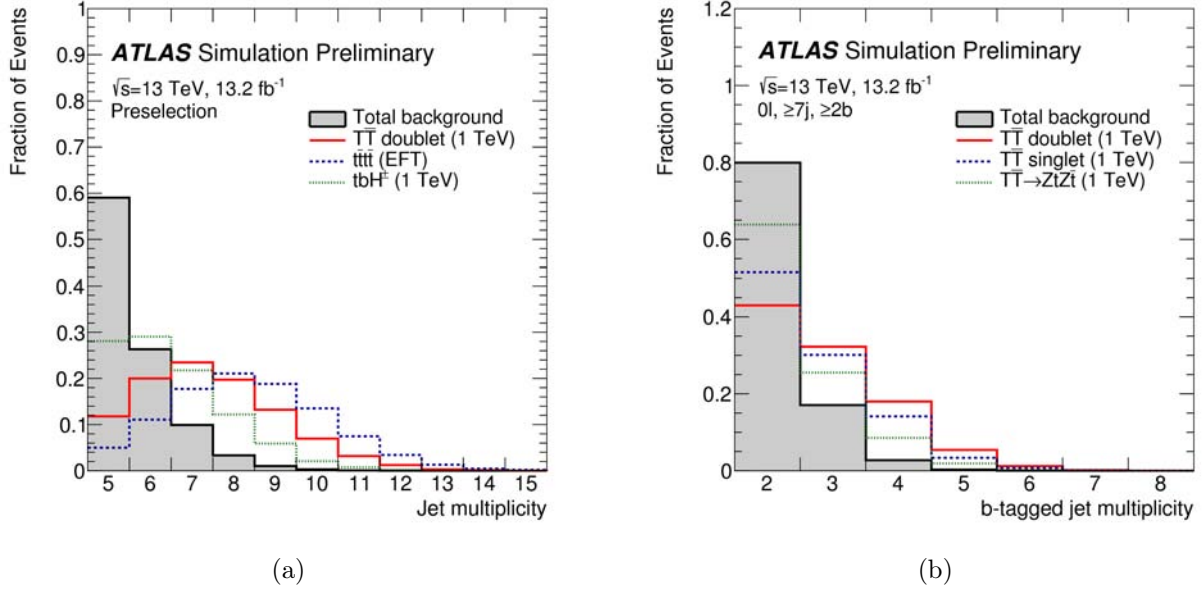 Fraction of Events
1
0.9
0.8
0.7
0.6
0.5
0.4
0.3
0.2
0.1
0
ATLAS Simulation Preliminary
√s=13 TeV, 13.2 fb⁻¹
Preselection
Total background
TT̅ doublet (1 TeV)
tt̅tt̅ (EFT)
tbH± (1 TeV)
5 6 7 8 9 10 11 12 13 14 15
Jet multiplicity
(a)
Fraction of Events
1.2
1
0.8
0.6
0.4
0.2
0
ATLAS Simulation Preliminary
√s=13 TeV, 13.2 fb⁻¹
0l, ≥7j, ≥2b
Total background
TT̅ doublet (1 TeV)
TT̅ singlet (1 TeV)
TT̅→ZtZt̅ (1 TeV)
2 3 4 5 6 7 8
b-tagged jet multiplicity
(b)